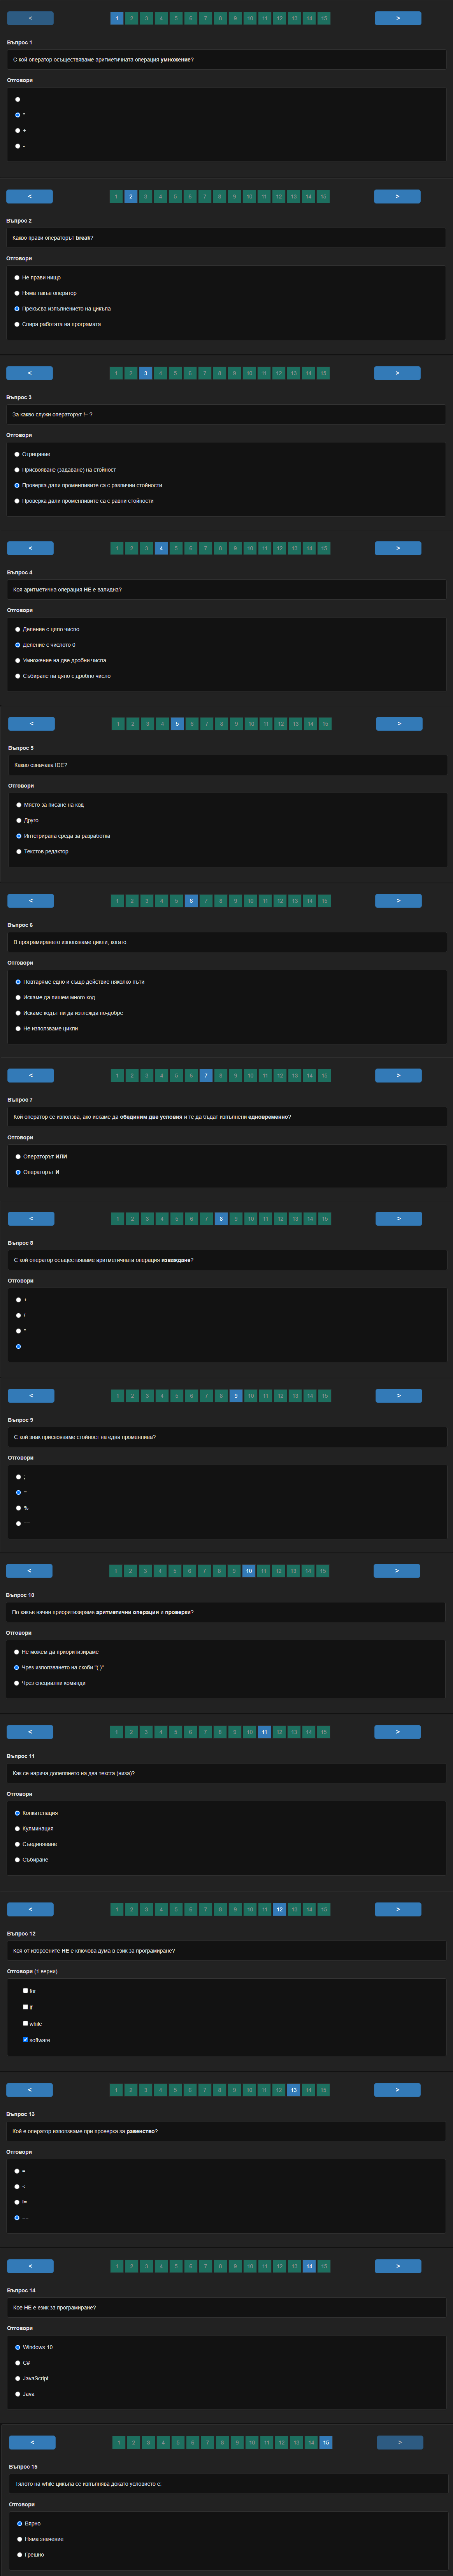 < 1 2 3 4 5 6 7 8 9 10 11 12 13 14 15 >
Въпрос 1
С кой оператор осъществяваме аритметичната операция умножение?
Отговори
.
*
+
-
< 1 2 3 4 5 6 7 8 9 10 11 12 13 14 15 >
Въпрос 2
Какво прави операторът break?
Отговори
Не прави нищо
Няма такъв оператор
Прекъсва изпълнението на цикъла
Спира работата на програмата
< 1 2 3 4 5 6 7 8 9 10 11 12 13 14 15 >
Въпрос 3
За какво служи операторът != ?
Отговори
Отрицание
Присвояване (задаване) на стойност
Проверка дали променливите са с различни стойности
Проверка дали променливите са с равни стойности
< 1 2 3 4 5 6 7 8 9 10 11 12 13 14 15 >
Въпрос 4
Коя аритметична операция НЕ е валидна?
Отговори
Деление с цяло число
Деление с числото 0
Умножение на две дробни числа
Събиране на цяло с дробно число
< 1 2 3 4 5 6 7 8 9 10 11 12 13 14 15 >
Въпрос 5
Какво означава IDE?
Отговори
Място за писане на код
Друго
Интегрирана среда за разработка
Текстов редактор
< 1 2 3 4 5 6 7 8 9 10 11 12 13 14 15 >
Въпрос 6
В програмирането използваме цикли, когато:
Отговори
Повтаряме едно и също действие няколко пъти
Искаме да пишем много код
Искаме кодът ни да изглежда по-добре
Не използваме цикли
< 1 2 3 4 5 6 7 8 9 10 11 12 13 14 15 >
Въпрос 7
Кой оператор се използва, ако искаме да обединим две условия и те да бъдат изпълнени едновременно?
Отговори
Операторът ИЛИ
Операторът И
< 1 2 3 4 5 6 7 8 9 10 11 12 13 14 15 >
Въпрос 8
С кой оператор осъществяваме аритметичната операция изваждане?
Отговори
+
/
*
-
< 1 2 3 4 5 6 7 8 9 10 11 12 13 14 15 >
Въпрос 9
С кой знак присвояваме стойност на една променлива?
Отговори
;
=
%
==
< 1 2 3 4 5 6 7 8 9 10 11 12 13 14 15 >
Въпрос 10
По какъв начин приоритизираме аритметични операции и проверки?
Отговори
Не можем да приоритизираме
Чрез използването на скоби "( )"
Чрез специални команди
< 1 2 3 4 5 6 7 8 9 10 11 12 13 14 15 >
Въпрос 11
Как се нарича долепянето на два текста (низа)?
Отговори
Конкатенация
Кулминация
Съединяване
Събиране
< 1 2 3 4 5 6 7 8 9 10 11 12 13 14 15 >
Въпрос 12
Коя от изброените НЕ е ключова дума в език за програмиране?
Отговори (1 верни)
for
if
while
software
< 1 2 3 4 5 6 7 8 9 10 11 12 13 14 15 >
Въпрос 13
Кой е оператор използваме при проверка за равенство?
Отговори
=
<
!=
==
< 1 2 3 4 5 6 7 8 9 10 11 12 13 14 15 >
Въпрос 14
Кое НЕ е език за програмиране?
Отговори
Windows 10
C#
JavaScript
Java
< 1 2 3 4 5 6 7 8 9 10 11 12 13 14 15 >
Въпрос 15
Тялото на while цикъла се изпълнява докато условието е:
Отговори
Вярно
Няма значение
Грешно